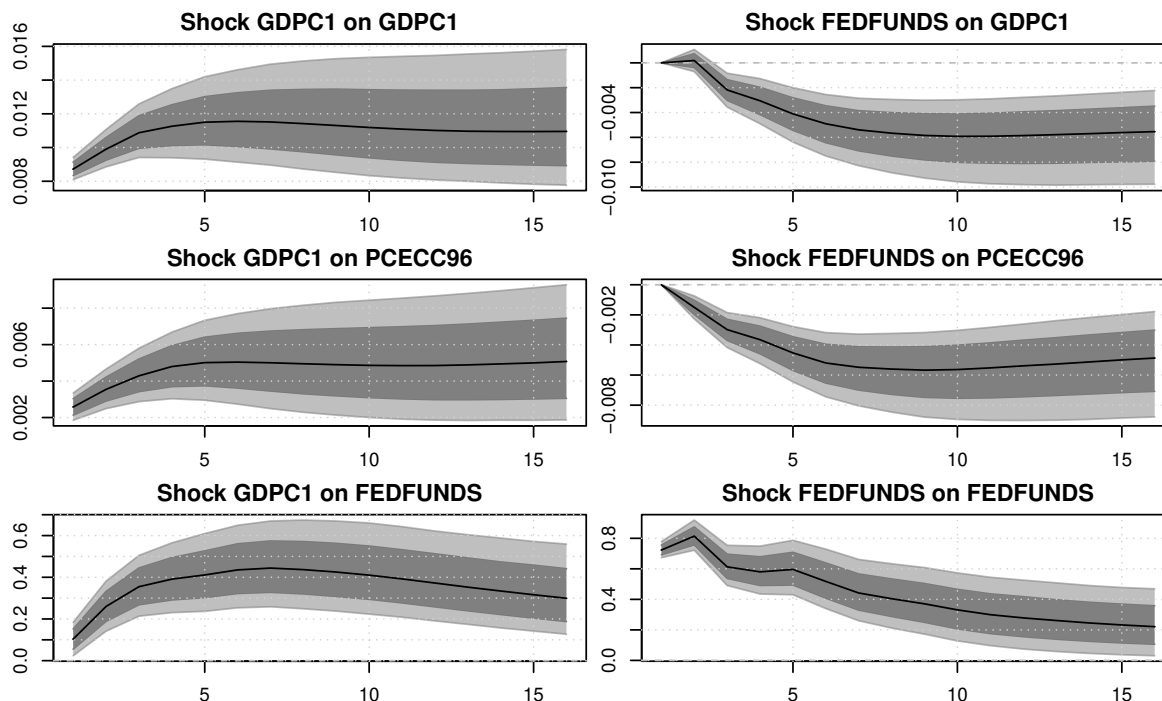 Shock GDPC1 on GDPC1
0.016
0.012
0.008
5 10 15
Shock FEDFUNDS on GDPC1
−0.004
−0.010
5 10 15
Shock GDPC1 on PCECC96
0.006
0.002
5 10 15
Shock FEDFUNDS on PCECC96
−0.002
−0.008
5 10 15
Shock GDPC1 on FEDFUNDS
0.6
0.4
0.2
0.0
5 10 15
Shock FEDFUNDS on FEDFUNDS
0.8
0.4
0.0
5 10 15